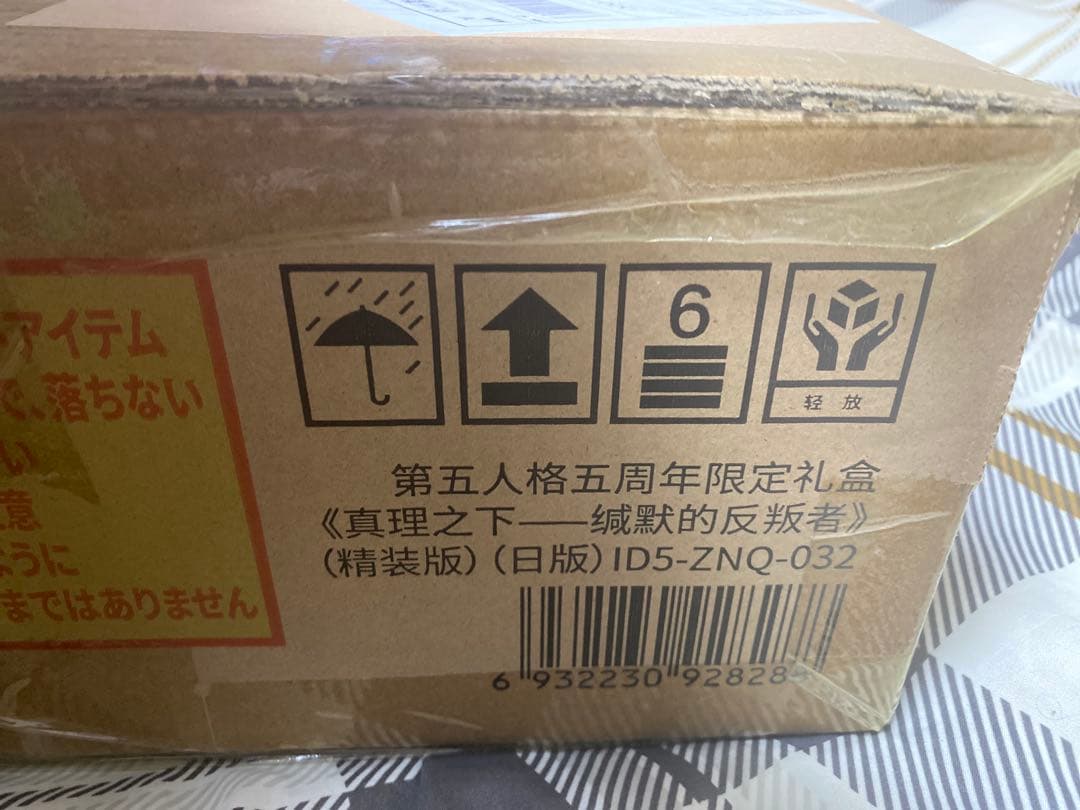 アイテム
で、落ちない
い
意
ように
まではありません
6
轻放
第五人格五周年限定礼盒
《真理之下——缄默的反叛者》
(精装版)(日版)ID5-ZNQ-032
6 932230 92828